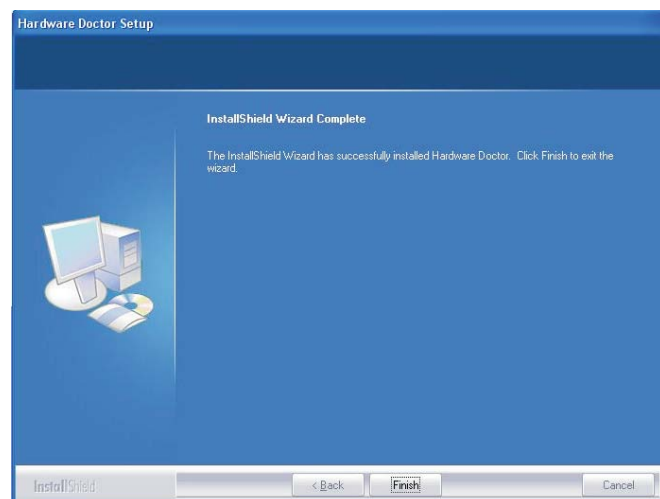 Hardware Doctor Setup
InstallShield Wizard Complete
The InstallShield Wizard has successfully installed Hardware Doctor. Click Finish to exit the
wizard.
InstallShield
< Back
Finish
Cancel